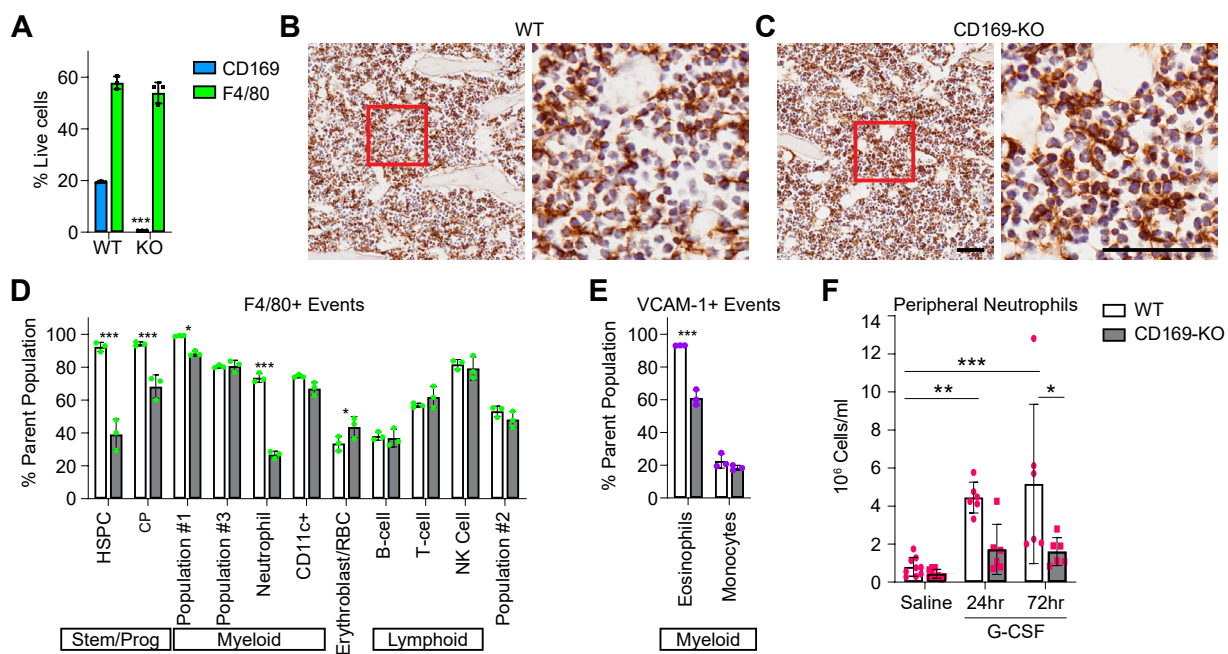 A
B
WT
C
CD169-KO
CD169
F4/80
% Live cells
60
40
20
0
***
WT
KO
D
F4/80+ Events
% Parent Population
100
80
60
40
20
0
***
***
*
***
*
HSPC
CP
Population #1
Population #3
Neutrophil
CD11c+
Erythroblast/RBC
B-cell
T-cell
NK Cell
Population #2
Stem/Prog
Myeloid
Lymphoid
E
VCAM-1+ Events
% Parent Population
100
80
60
40
20
0
***
Eosinophils
Monocytes
Myeloid
F
Peripheral Neutrophils
WT
CD169-KO
10⁶ Cells/ml
14
12
10
8
6
4
2
0
***
**
*
Saline
24hr
72hr
G-CSF